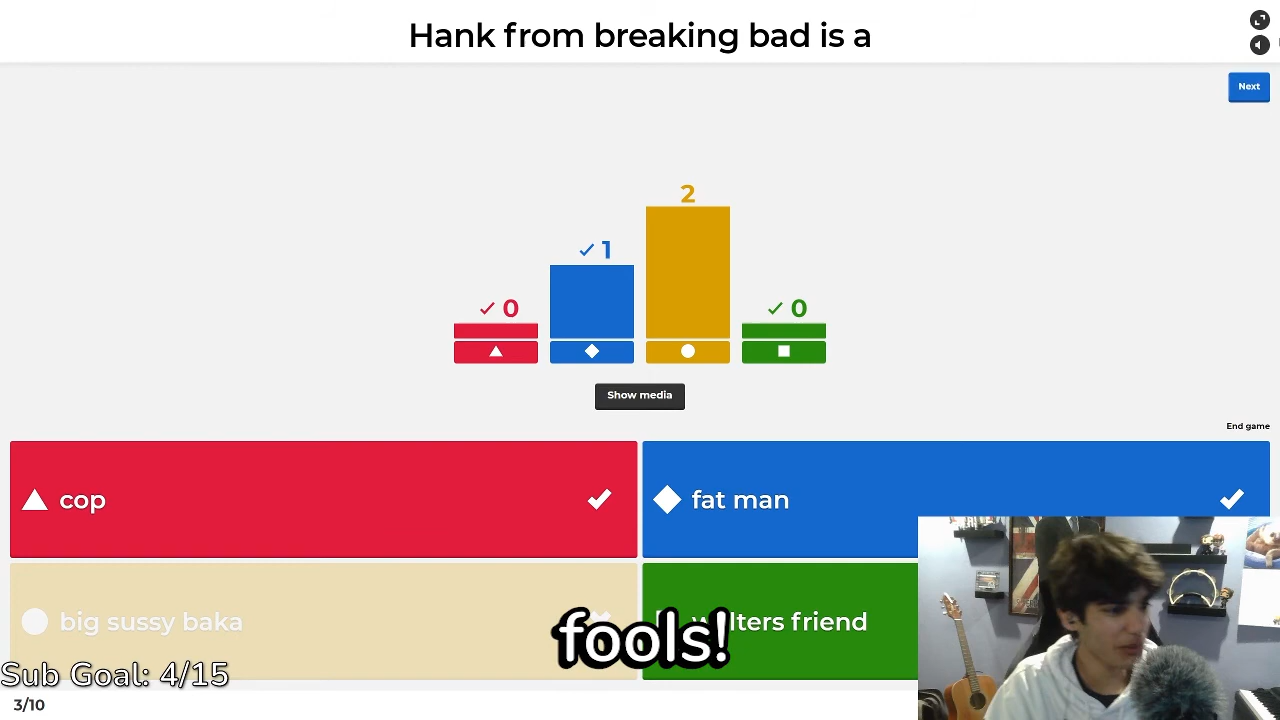 Hank from breaking bad is a
Next
2
1
0
0
Show media
End game
cop
fat man
big sussy baka
walters friend
fools!
Sub Goal: 4/15
3/10